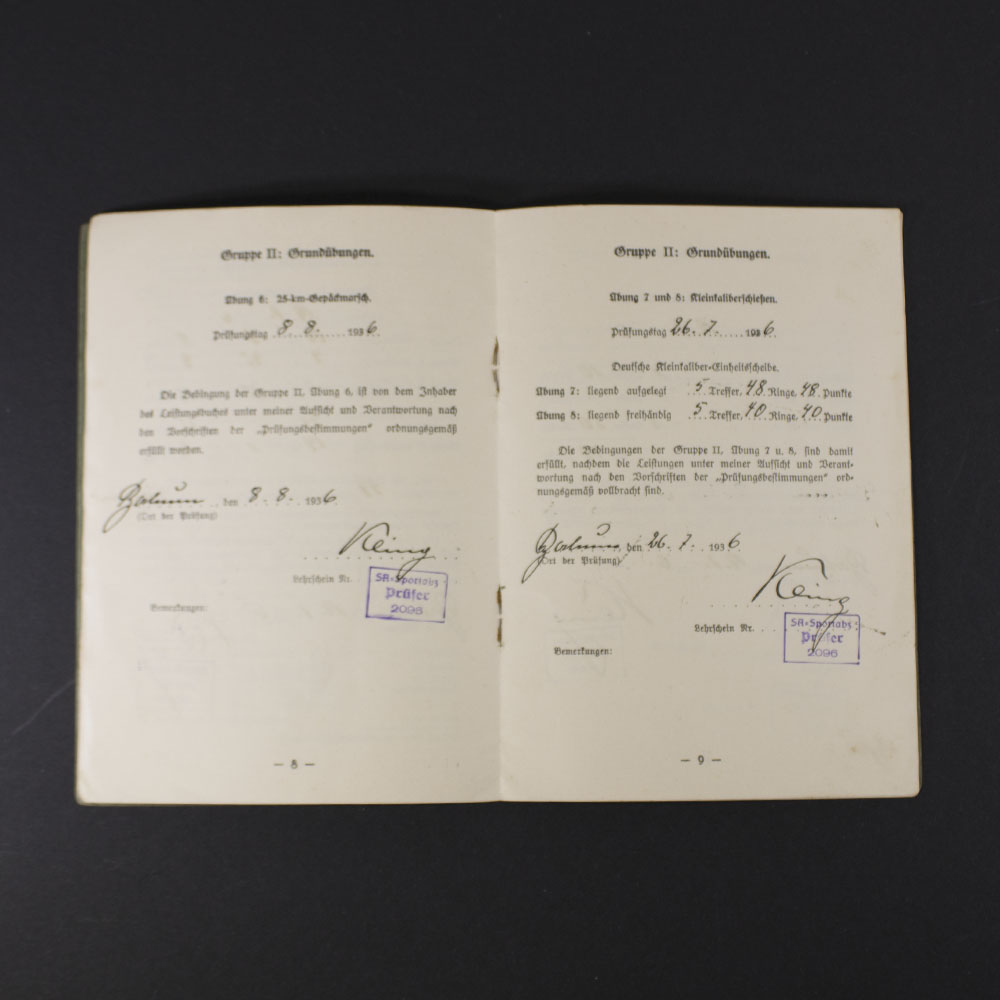 Gruppe II: Grundübungen.
Übung 6: 25-km-Gepäckmarsch.
Prüfungstag 8. 8. 1936.
Die Bedingung der Gruppe II, Übung 6, ist von dem Inhaber
des Leistungsbuches unter meiner Aufsicht und Verantwortung nach
den Vorschriften der „Prüfungsbestimmungen" ordnungsgemäß
erfüllt worden.
den 8. 8. 1936.
(Ort der Prüfung)
Lehrschein Nr.
SA-Sportabz.
Prüfer
2096
Bemerkungen:
— 8 —
Gruppe II: Grundübungen.
Übung 7 und 8: Kleinkaliberschießen.
Prüfungstag 26. 7. 1936.
Deutsche Kleinkaliber-Einheitsscheibe.
Übung 7: liegend aufgelegt 5 Treffer, 48 Ringe, 48 Punkte
Übung 8: liegend freihändig 5 Treffer, 40 Ringe, 40 Punkte
Die Bedingungen der Gruppe II, Übung 7 u. 8, sind damit
erfüllt, nachdem die Leistungen unter meiner Aufsicht und Verant-
wortung nach den Vorschriften der „Prüfungsbestimmungen" ord-
nungsgemäß vollbracht sind.
den 26. 7. 1936.
(Ort der Prüfung)
Lehrschein Nr.
SA-Sportabz.
Prüfer
2096
Bemerkungen:
— 9 —